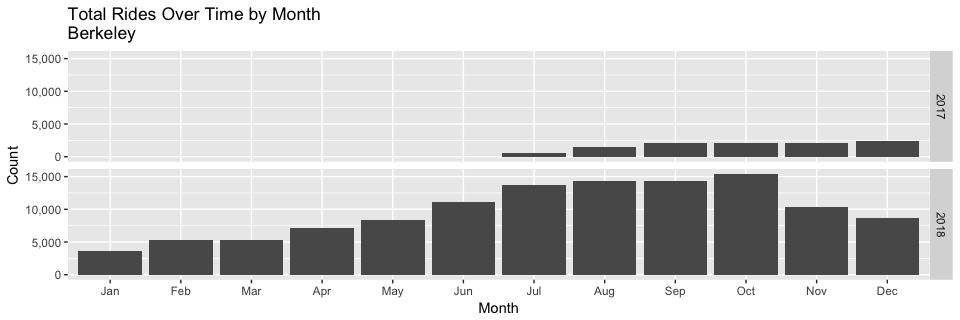 Total Rides Over Time by Month
Berkeley
15,000
10,000
5,000
0
2017
15,000
10,000
5,000
0
2018
Count
Jan Feb Mar Apr May Jun Jul Aug Sep Oct Nov Dec
Month